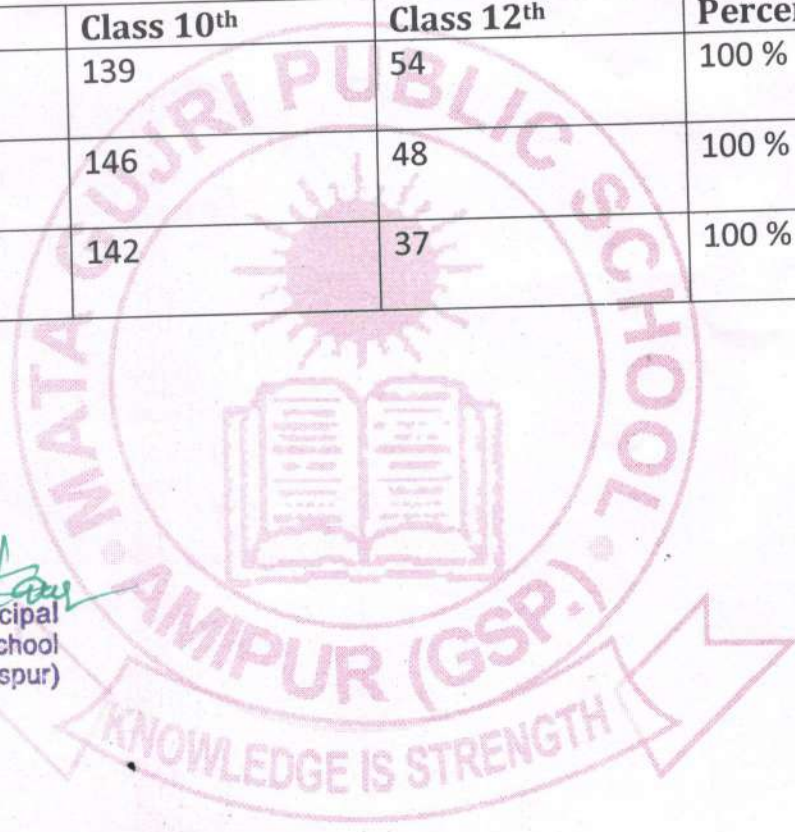 Class 10th Class 12th Percen
139 54 100 %
146 48 100 %
142 37 100 %
MATA GUJRI PUBLIC SCHOOL
AMIPUR (GSP.)
KNOWLEDGE IS STRENGTH
cipal
chool
spur)